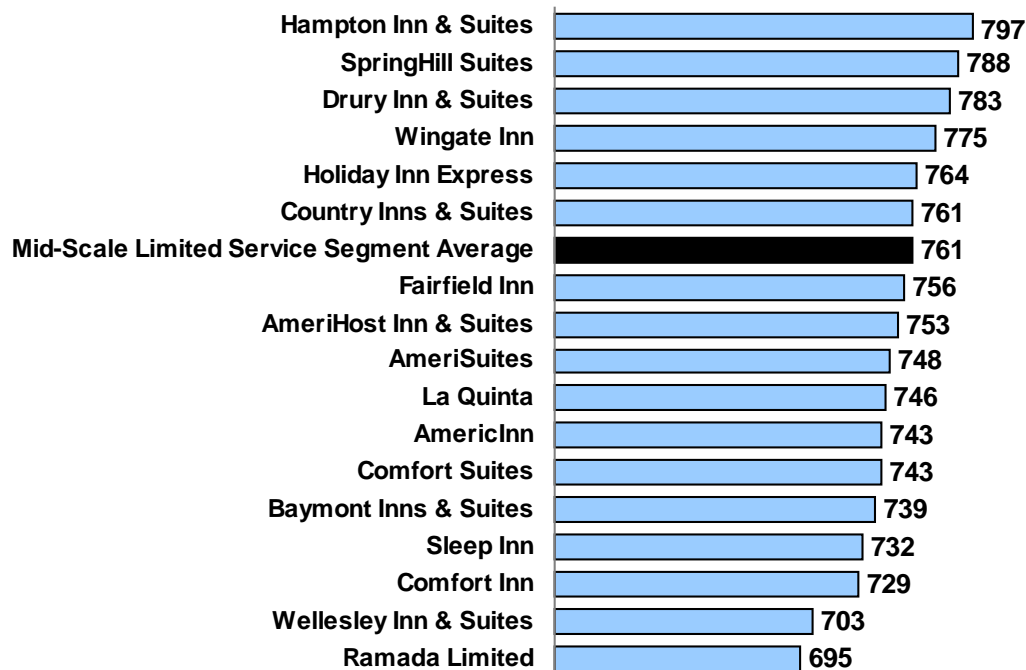 Hampton Inn & Suites 797
SpringHill Suites 788
Drury Inn & Suites 783
Wingate Inn 775
Holiday Inn Express 764
Country Inns & Suites 761
Mid-Scale Limited Service Segment Average 761
Fairfield Inn 756
AmeriHost Inn & Suites 753
AmeriSuites 748
La Quinta 746
AmericInn 743
Comfort Suites 743
Baymont Inns & Suites 739
Sleep Inn 732
Comfort Inn 729
Wellesley Inn & Suites 703
Ramada Limited 695